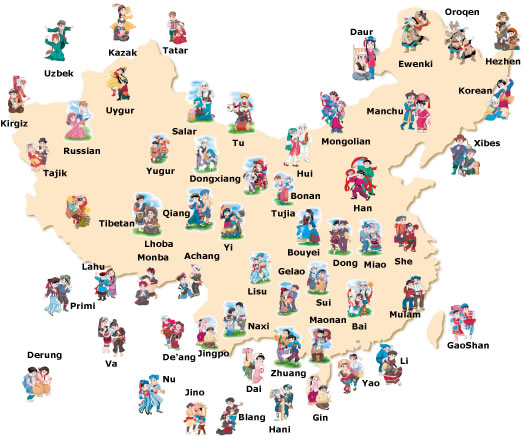 Oroqen
Daur
Kazak
Tatar
Uzbek
Ewenki
Hezhen
Korean
Uygur
Manchu
Kirgiz
Russian
Salar
Tu
Mongolian
Xibes
Tajik
Yugur
Dongxiang
Hui
Bonan
Han
Tibetan
Qiang
Tujia
Lhoba
Yi
Bouyei
Dong
Miao
She
Monba
Achang
Lahu
Gelao
Lisu
Sui
Primi
Maonan
Bai
Mulam
Naxi
GaoShan
Derung
Va
De'ang
Jingpo
Zhuang
Li
Nu
Dai
Yao
Jino
Blang
Hani
Gin